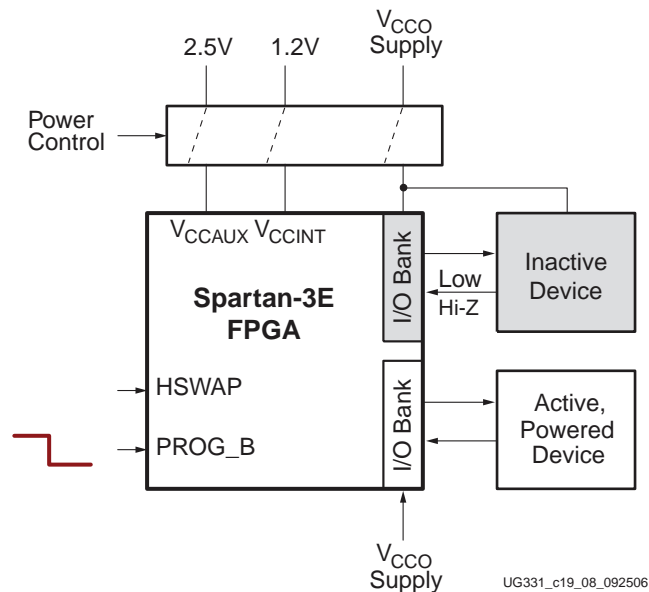 VCCO
Supply
2.5V
1.2V
Power
Control
VCCAUX VCCINT
Spartan-3E
FPGA
I/O Bank
Low
Hi-Z
Inactive
Device
HSWAP
PROG_B
I/O Bank
Active,
Powered
Device
VCCO
Supply
UG331_c19_08_092506